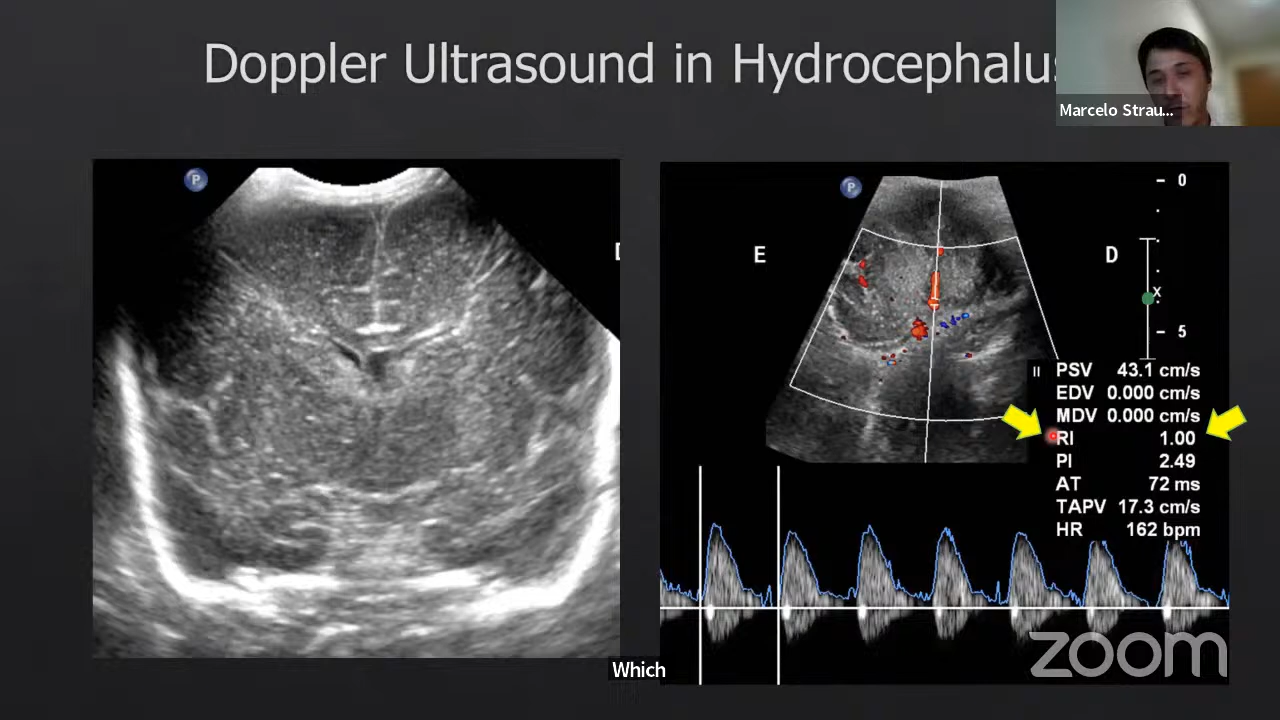 Doppler Ultrasound in Hydrocephalus
Marcelo Strau...
P
P
0
E
D
X
5
PSV 43.1 cm/s
EDV 0.000 cm/s
MDV 0.000 cm/s
RI 1.00
PI 2.49
AT 72 ms
TAPV 17.3 cm/s
HR 162 bpm
Which
zoom